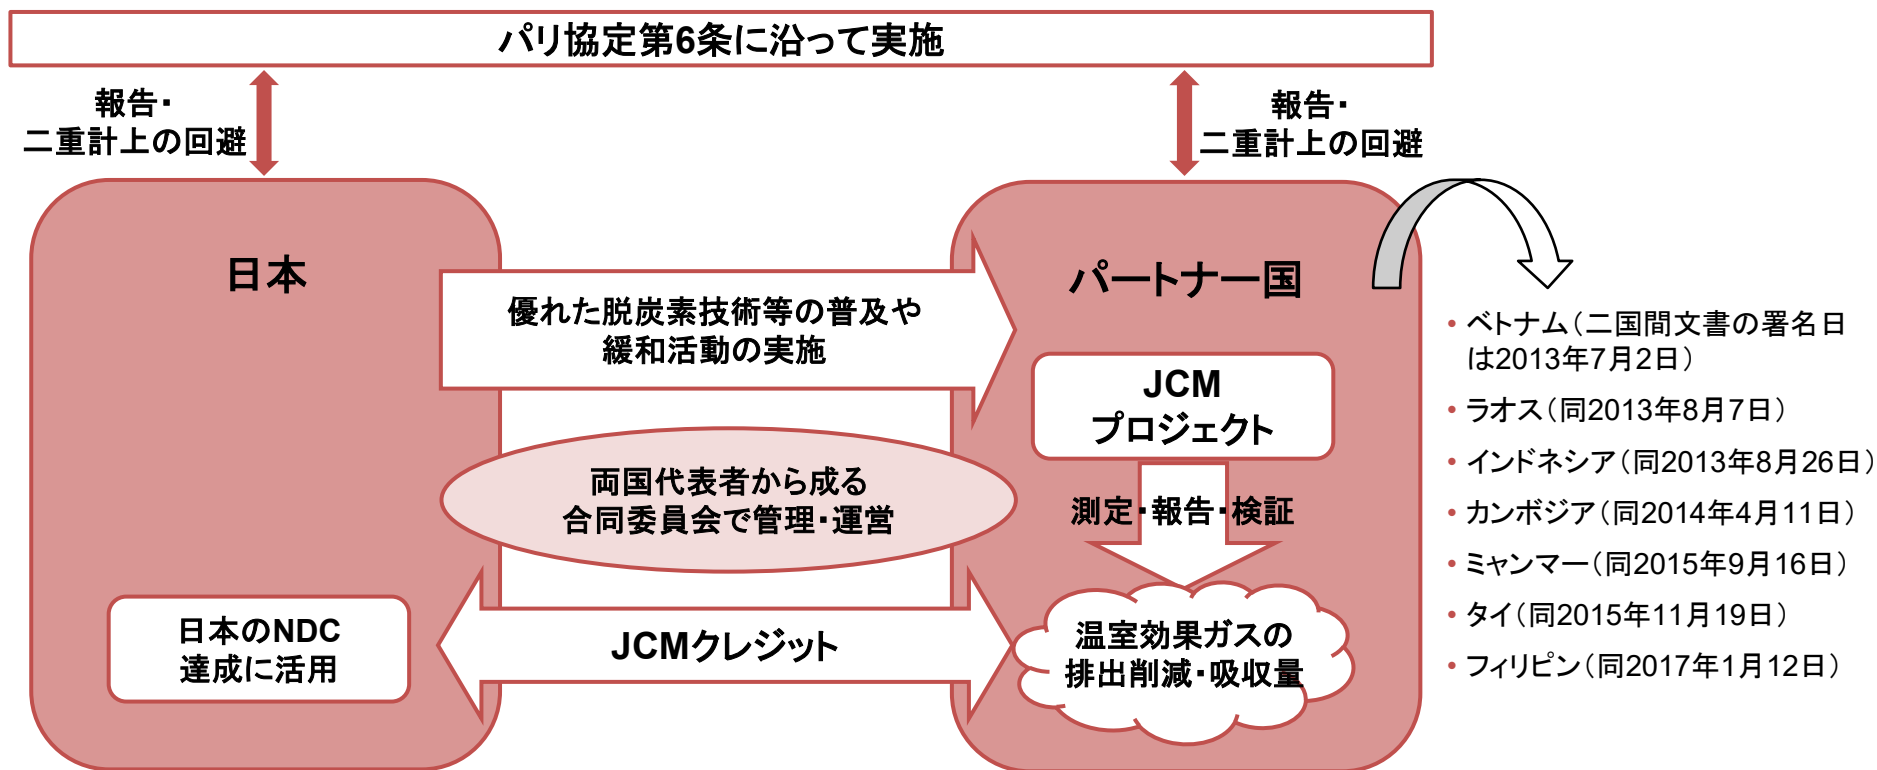 パリ協定第6条に沿って実施
報告・
二重計上の回避
報告・
二重計上の回避
日本
パートナー国
優れた脱炭素技術等の普及や
緩和活動の実施
JCM
プロジェクト
両国代表者から成る
合同委員会で管理・運営
測定・報告・検証
日本のNDC
達成に活用
JCMクレジット
温室効果ガスの
排出削減・吸収量
• ベトナム（二国間文書の署名日
は2013年7月2日）
• ラオス（同2013年8月7日）
• インドネシア（同2013年8月26日）
• カンボジア（同2014年4月11日）
• ミャンマー（同2015年9月16日）
• タイ（同2015年11月19日）
• フィリピン（同2017年1月12日）